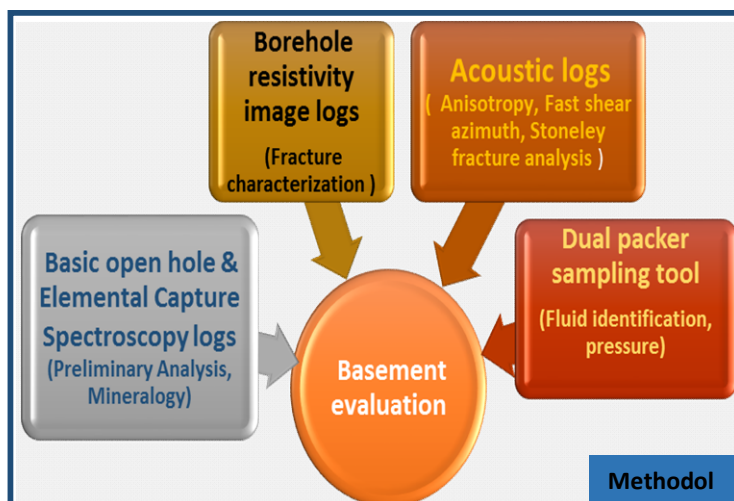 Borehole
resistivity
image logs
(Fracture
characterization )
Acoustic logs
( Anisotropy, Fast shear
azimuth, Stoneley
fracture analysis )
Basic open hole &
Elemental Capture
Spectroscopy logs
(Preliminary Analysis,
Mineralogy)
Dual packer
sampling tool
(Fluid identification,
pressure)
Basement
evaluation
Methodol